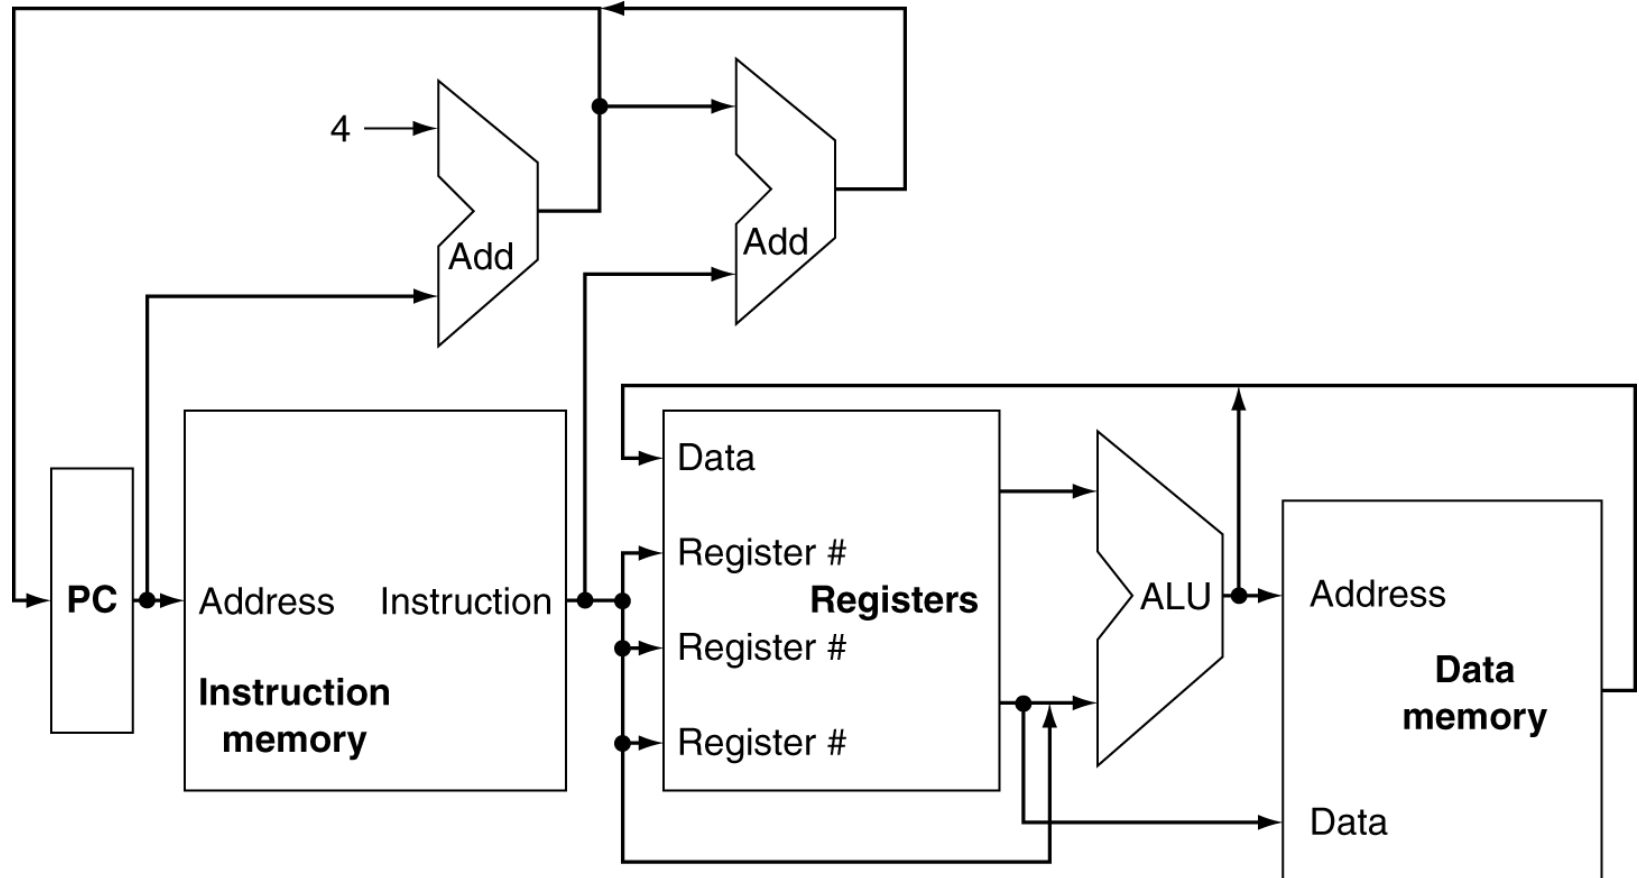 4
Add
Add
Data
Register #
PC
Address
Instruction
Registers
ALU
Address
Register #
Instruction
memory
Data
memory
Register #
Data